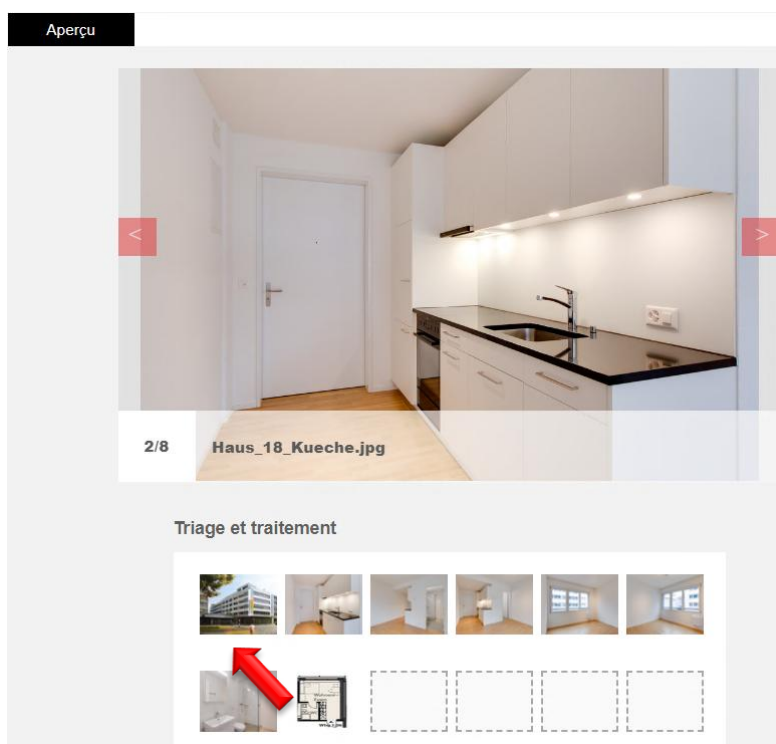 Aperçu
<
>
2/8 Haus_18_Kueche.jpg
Triage et traitement